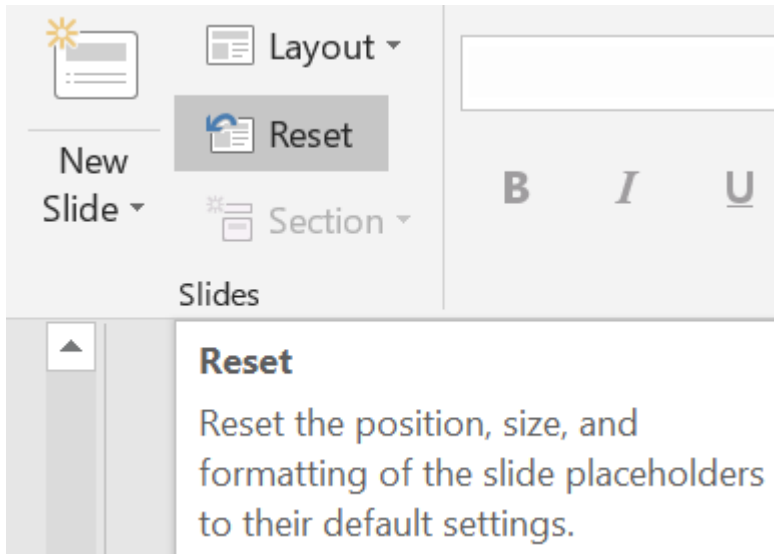 New
Slide
Layout
Reset
Section
Slides
B I U
Reset
Reset the position, size, and
formatting of the slide placeholders
to their default settings.